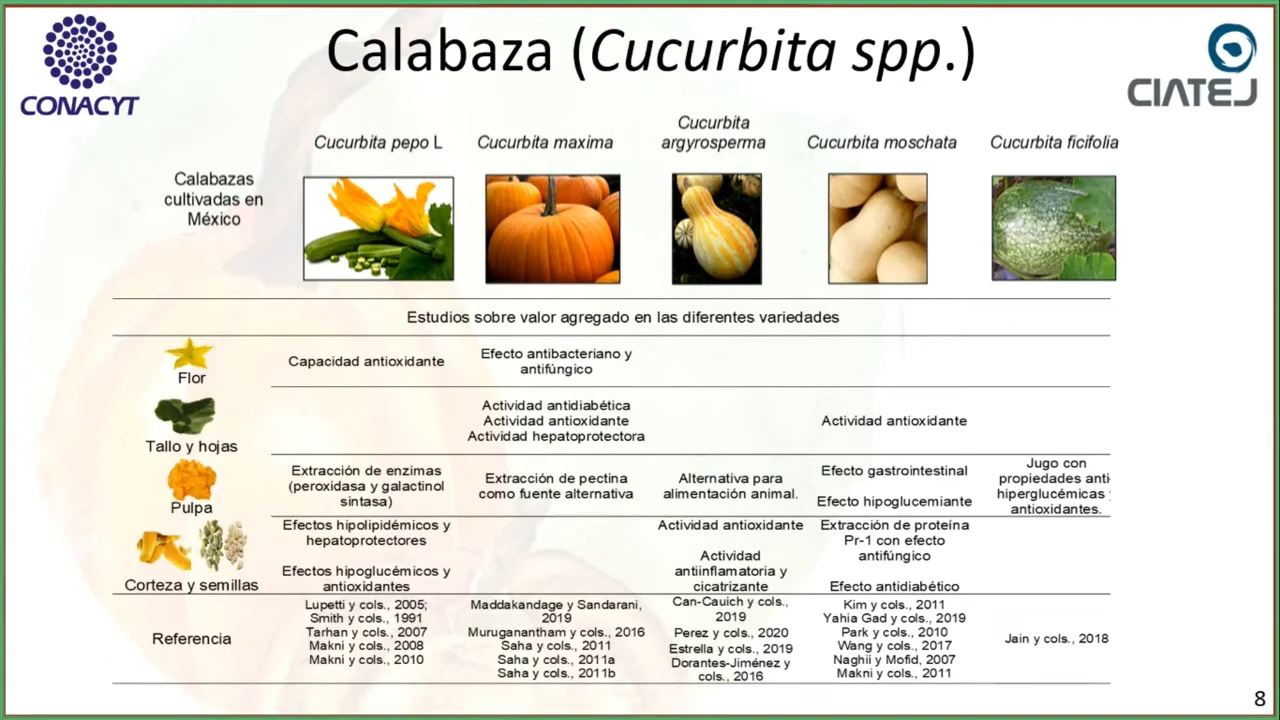 CONACYT
Calabaza (Cucurbita spp.)
CIATEJ
Cucurbita pepo L
Cucurbita maxima
Cucurbita
argyrosperma
Cucurbita moschata
Cucurbita ficifolia
Calabazas
cultivadas en
México
Estudios sobre valor agregado en las diferentes variedades
Flor
Capacidad antioxidante
Efecto antibacteriano y
antifúngico
Tallo y hojas
Actividad antidiabética
Actividad antioxidante
Actividad hepatoprotectora
Actividad antioxidante
Pulpa
Extracción de enzimas
(peroxidasa y galactinol
sintasa)
Extracción de pectina
como fuente alternativa
Alternativa para
alimentación animal.
Efecto gastrointestinal
Efecto hipoglucemiante
Jugo con
propiedades anti-
hiperglucémicas
antioxidantes.
Corteza y semillas
Efectos hipolipidémicos y
hepatoprotectores
Efectos hipoglucémicos y
antioxidantes
Actividad antioxidante
Actividad
antiinflamatoria y
cicatrizante
Extracción de proteína
Pr-1 con efecto
antifúngico
Efecto antidiabético
Referencia
Lupetti y cols., 2005;
Smith y cols., 1991
Tarhan y cols., 2007
Makni y cols., 2008
Makni y cols., 2010
Maddakandage y Sandarani,
2019
Muruganantham y cols., 2016
Saha y cols., 2011
Saha y cols., 2011a
Saha y cols., 2011b
Can-Cauich y cols.,
2019
Perez y cols., 2020
Estrella y cols., 2019
Dorantes-Jiménez y
cols., 2016
Kim y cols., 2011
Yahia Gad y cols., 2019
Park y cols., 2010
Wang y cols., 2017
Naghii y Mofid, 2007
Makni y cols., 2011
Jain y cols., 2018
8